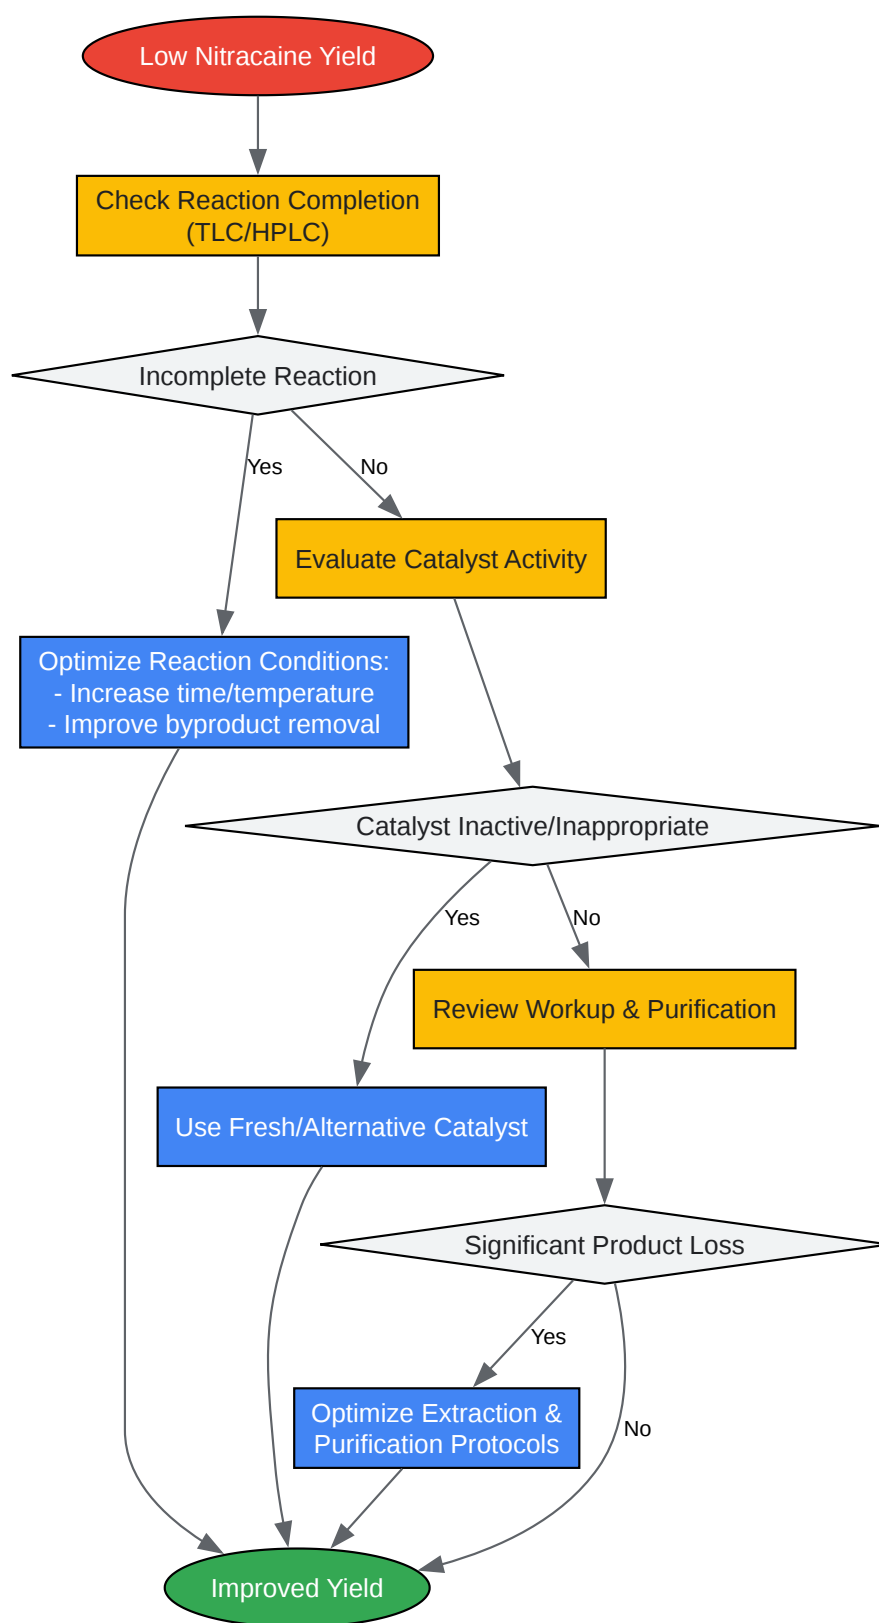 Low Nitracaine Yield
Check Reaction Completion
(TLC/HPLC)
Incomplete Reaction
Yes
No
Evaluate Catalyst Activity
Optimize Reaction Conditions:
- Increase time/temperature
- Improve byproduct removal
Catalyst Inactive/Inappropriate
Yes
No
Review Workup & Purification
Use Fresh/Alternative Catalyst
Significant Product Loss
Yes
Optimize Extraction &
Purification Protocols
No
Improved Yield